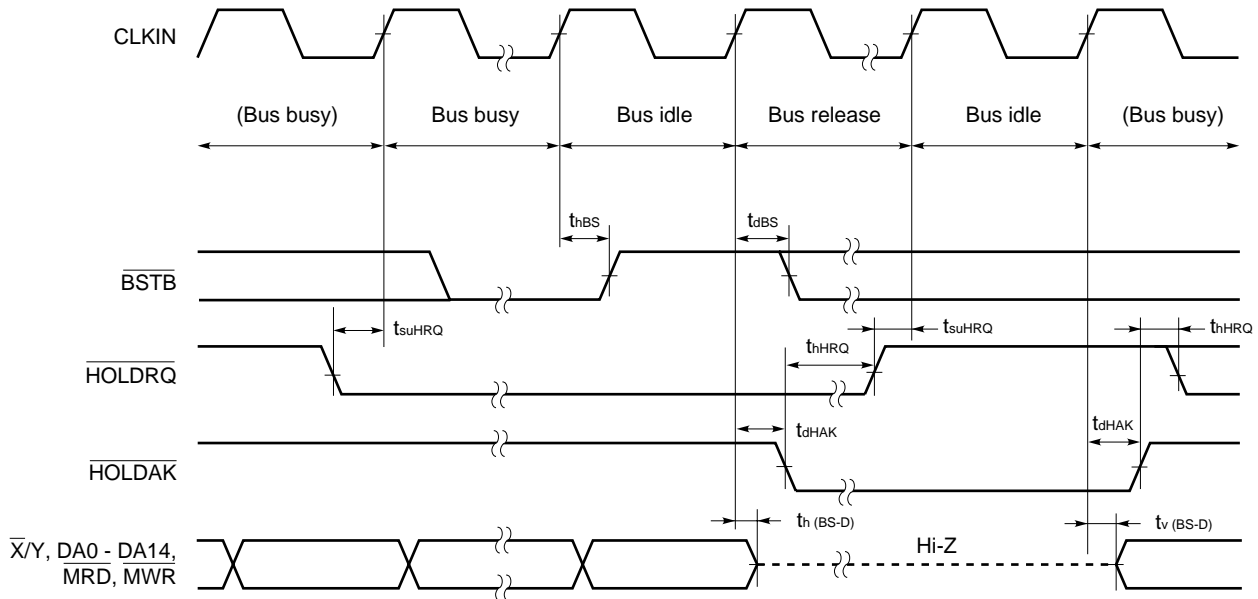 CLKIN
(Bus busy) Bus busy Bus idle Bus release Bus idle (Bus busy)
thBS tdBS
BSTB
tsuHRQ tsuHRQ thHRQ
thHRQ
HOLDRQ
tdHAK tdHAK
HOLDAK
th (BS-D) tv (BS-D)
X/Y, DA0 - DA14,
MRD, MWR
Hi-Z